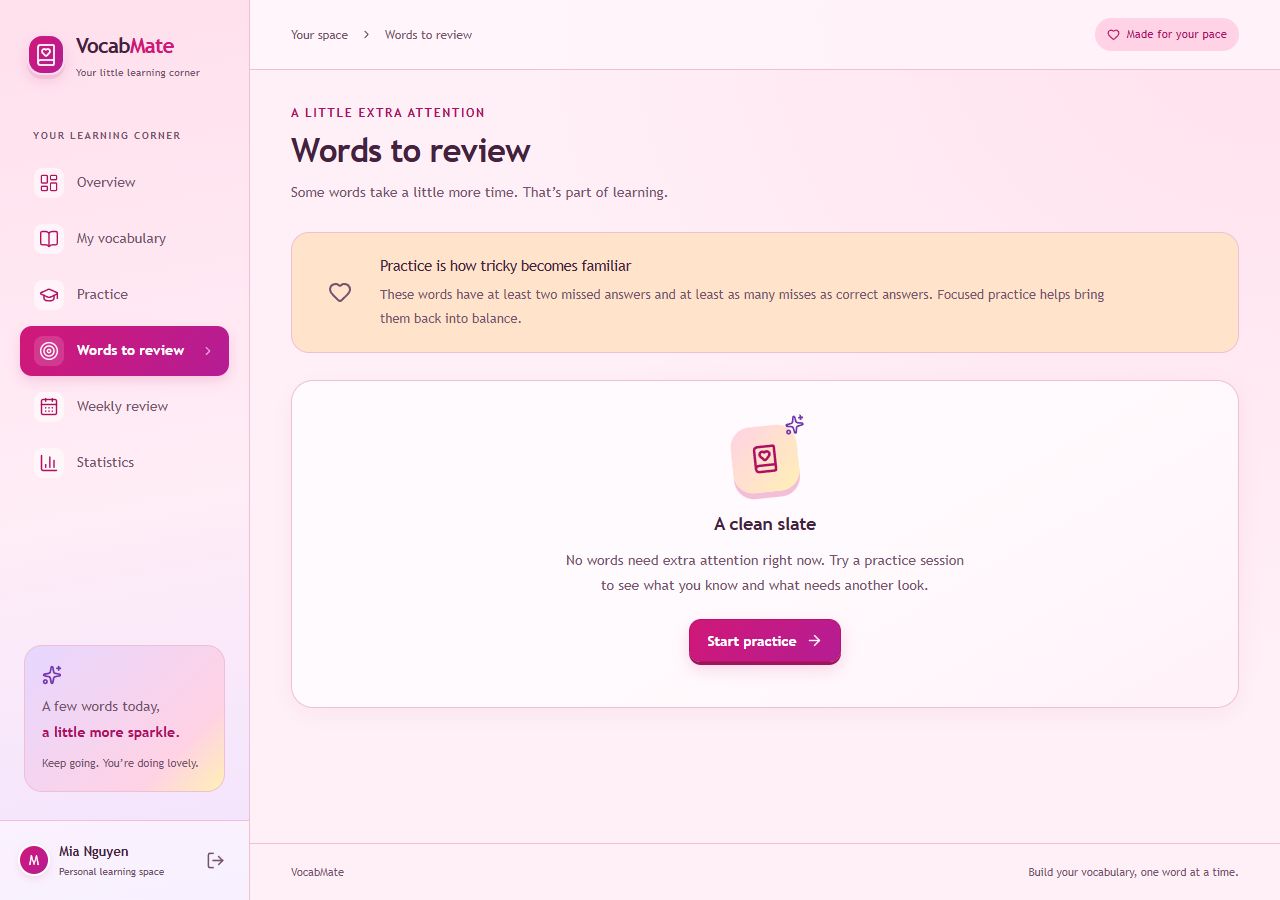 VocabMate
Your little learning corner
YOUR LEARNING CORNER
Overview
My vocabulary
Practice
Words to review
Weekly review
Statistics
A few words today,
a little more sparkle.
Keep going. You’re doing lovely.
M
Mia Nguyen
Personal learning space
Your space
Words to review
Made for your pace
A LITTLE EXTRA ATTENTION
Words to review
Some words take a little more time. That’s part of learning.
Practice is how tricky becomes familiar
These words have at least two missed answers and at least as many misses as correct answers. Focused practice helps bring
them back into balance.
A clean slate
No words need extra attention right now. Try a practice session
to see what you know and what needs another look.
Start practice
VocabMate
Build your vocabulary, one word at a time.